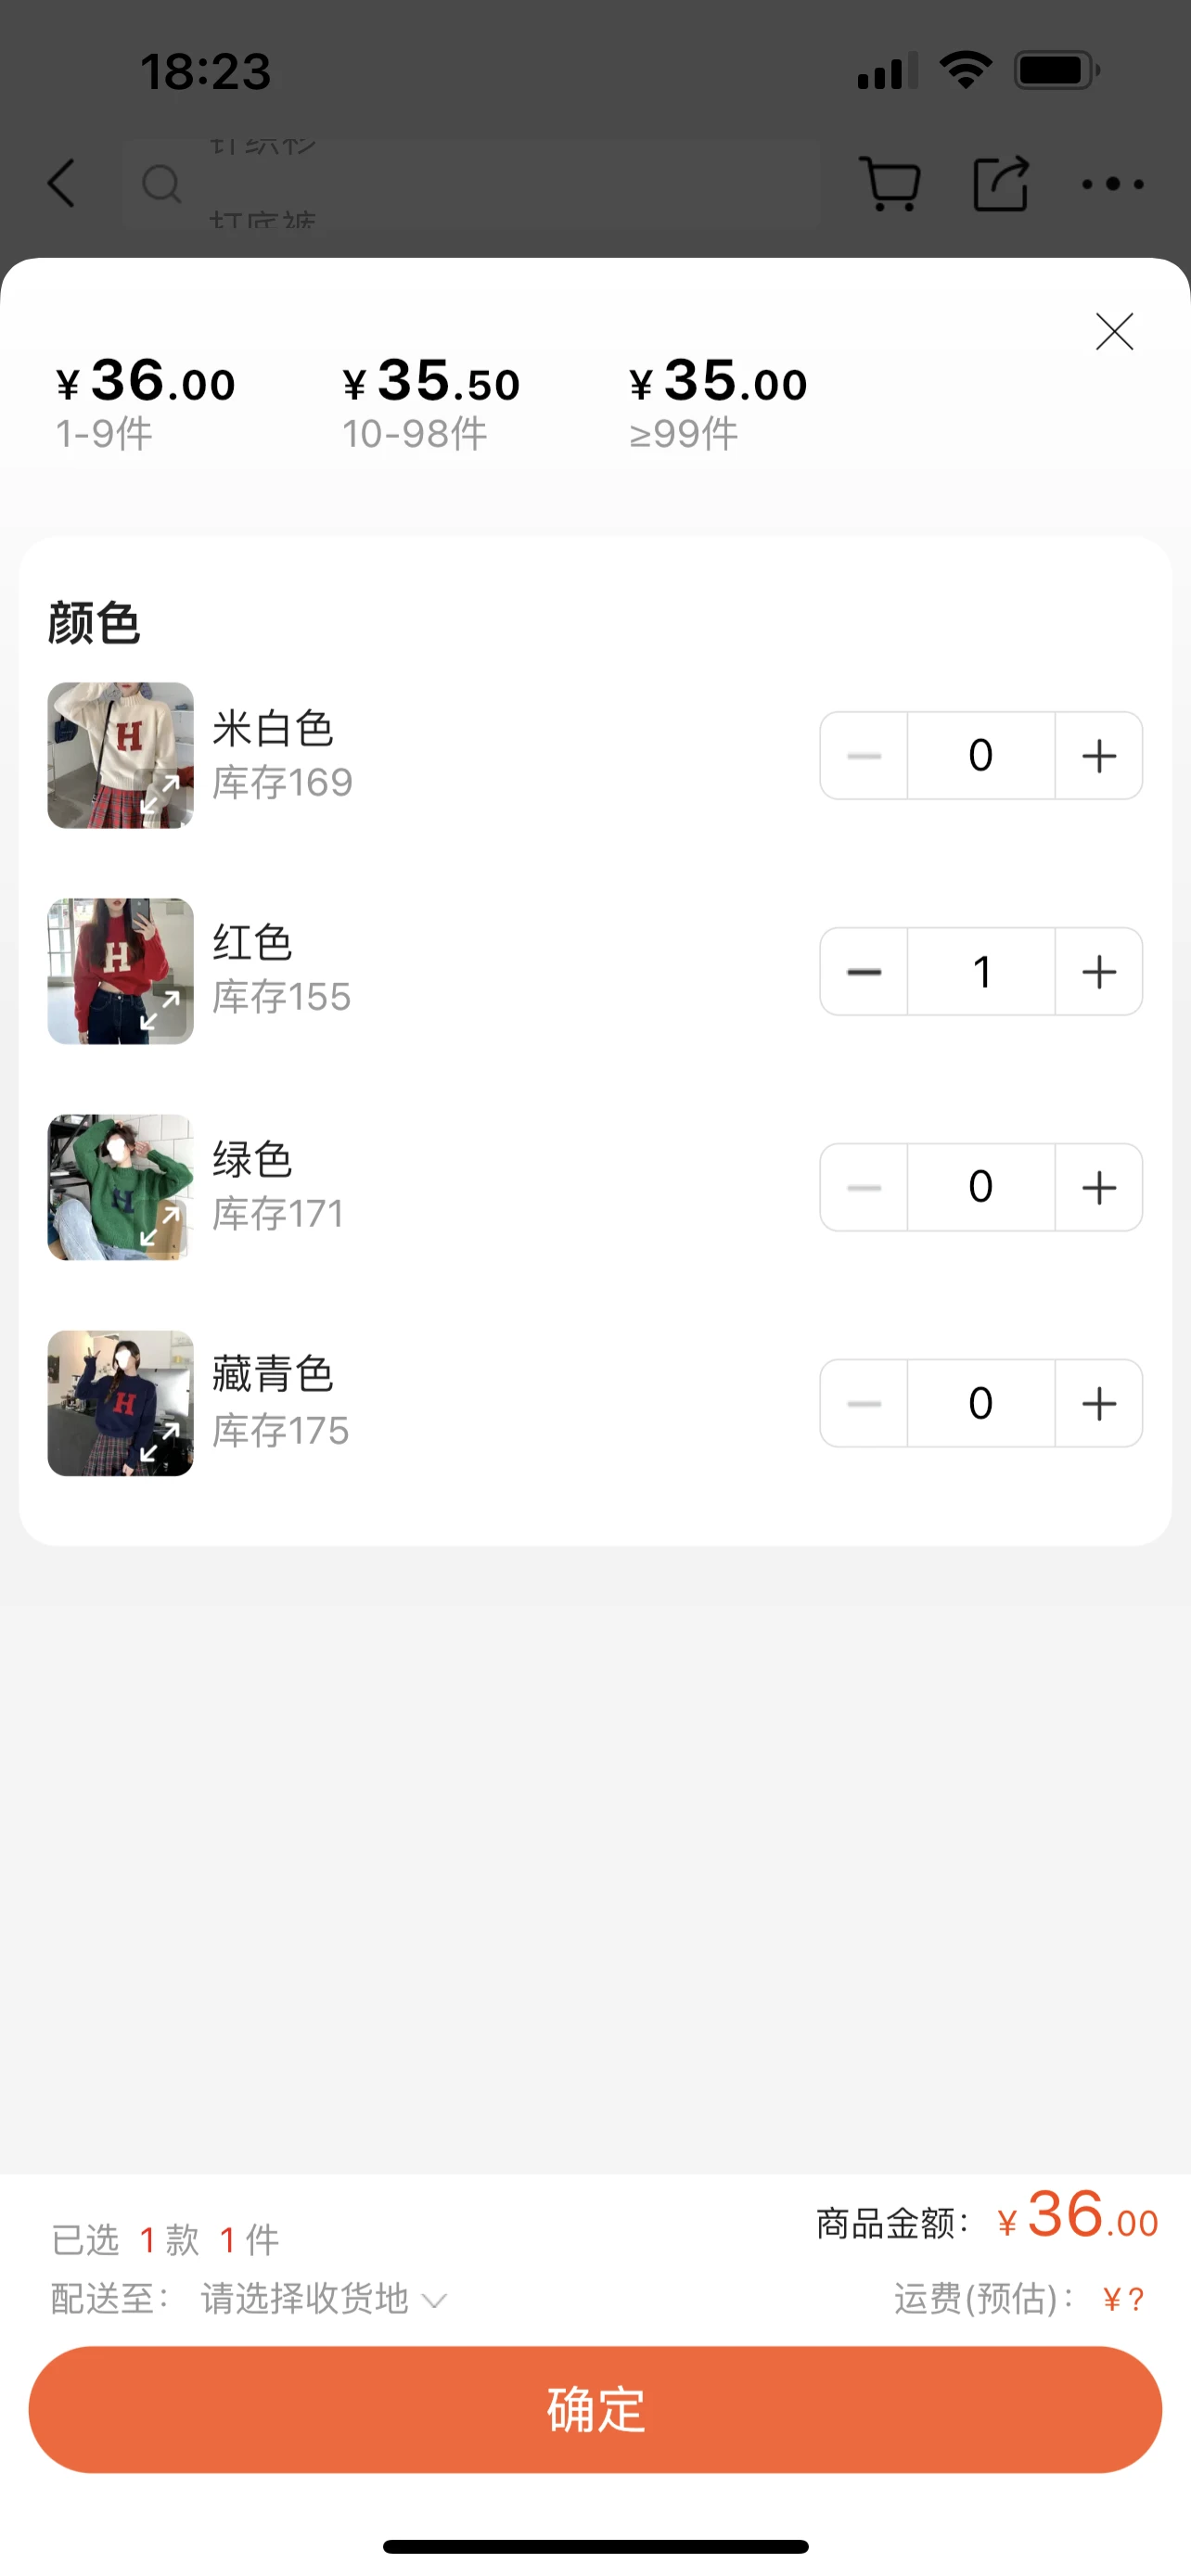 18:23
针织衫
打底裤
¥36.00 ¥35.50 ¥35.00
1-9件 10-98件 ≥99件
颜色
H
米白色
库存169
0
H
红色
库存155
1
H
绿色
库存171
0
H
藏青色
库存175
0
已选 1 款 1 件
商品金额: ¥36.00
配送至: 请选择收货地
运费(预估): ¥?
确定